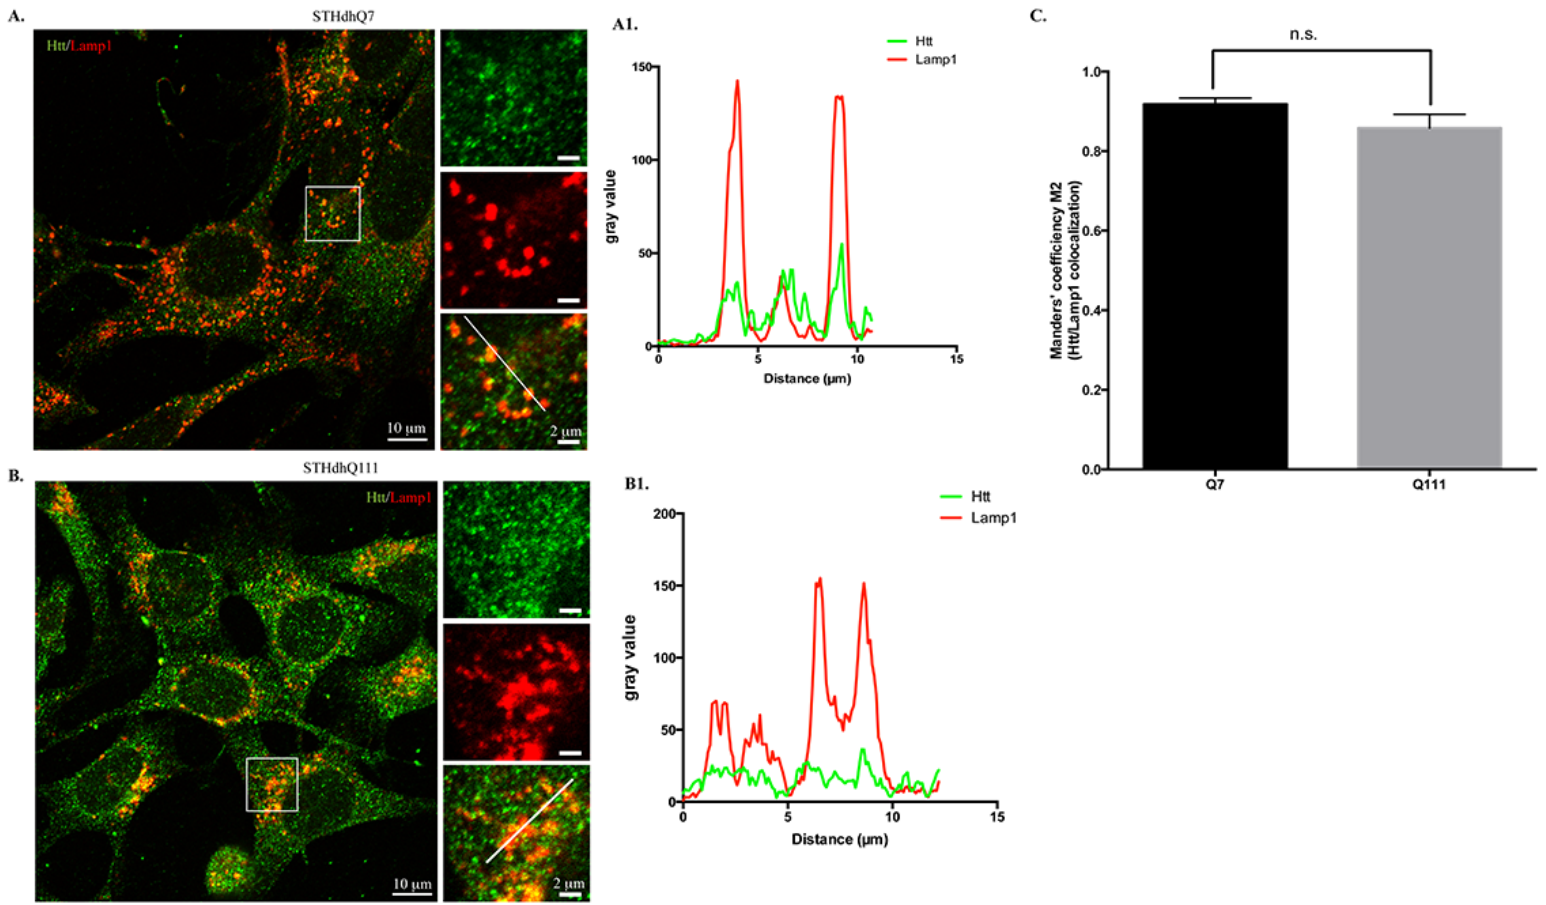 A.
STHdhQ7
Htt/Lamp1
10 µm
2 µm
A1.
Htt
Lamp1
150
100
50
0
gray value
0 5 10 15
Distance (µm)
C.
n.s.
1.0
0.8
0.6
0.4
0.2
0.0
Manders' coefficiency M2
(Htt/Lamp1 colocalization)
Q7 Q111
B.
STHdhQ111
Htt/Lamp1
10 µm
2 µm
B1.
Htt
Lamp1
200
150
100
50
0
gray value
0 5 10 15
Distance (µm)